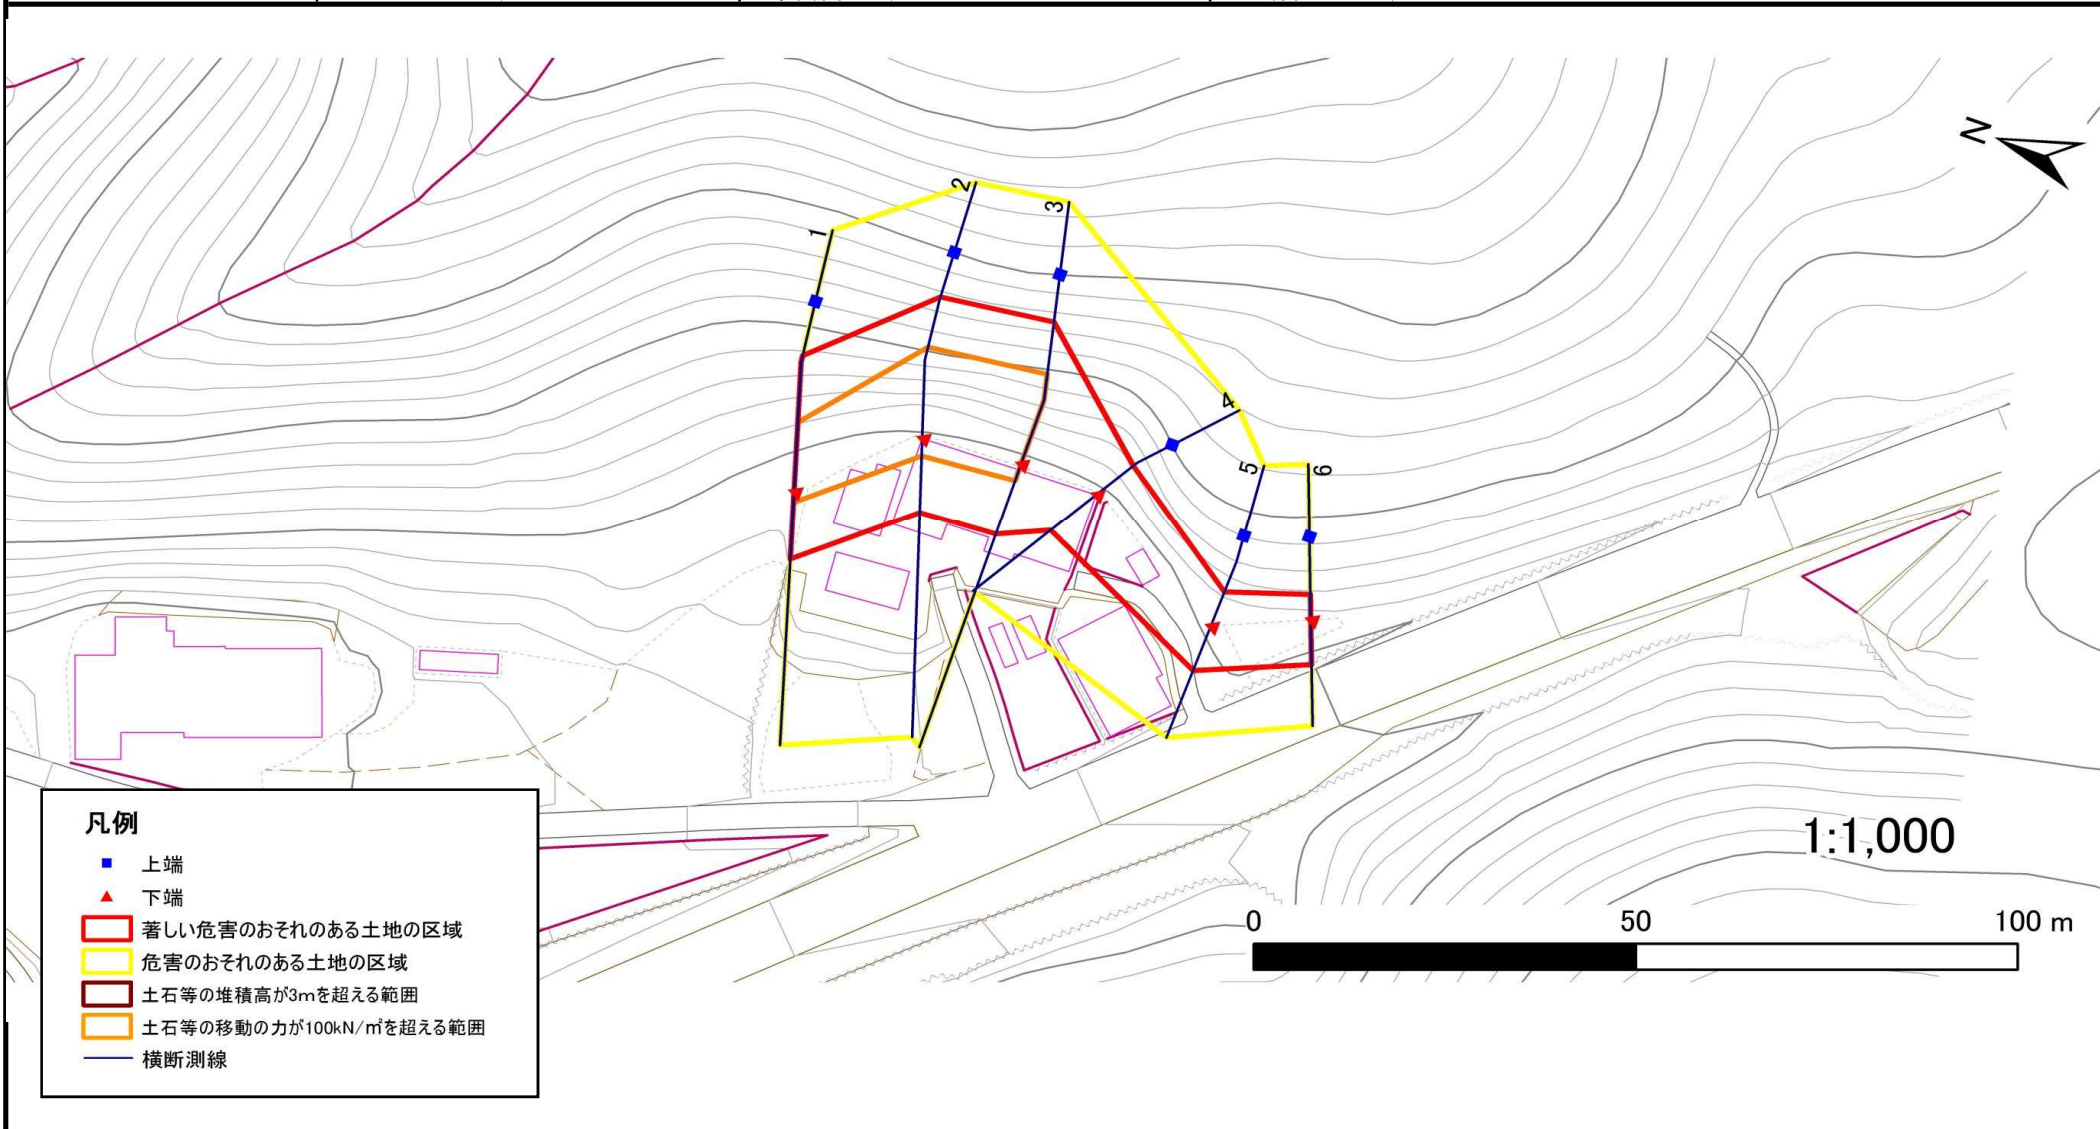 N
2
3
1
4
5
6
凡例
上端
下端
著しい危害のおそれのある土地の区域
危害のおそれのある土地の区域
土石等の堆積高が3mを超える範囲
土石等の移動の力が100kN/㎡を超える範囲
横断測線
1:1,000
0 50 100 m